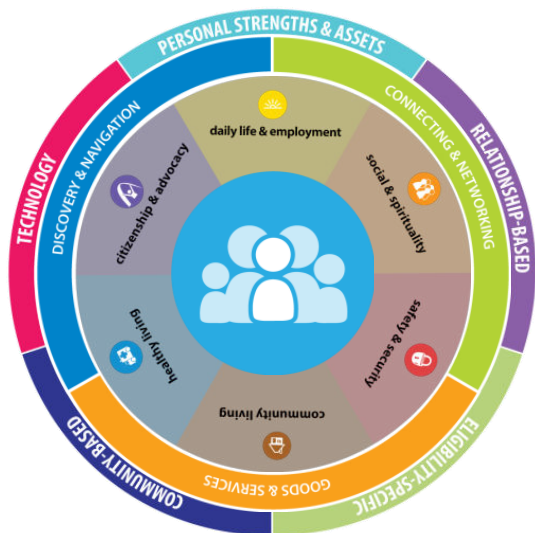 PERSONAL STRENGTHS & ASSETS
RELATIONSHIP-BASED
ELIGIBILITY-SPECIFIC
COMMUNITY-BASED
TECHNOLOGY
DISCOVERY & NAVIGATION
CONNECTING & NETWORKING
GOODS & SERVICES
daily life & employment
social & spirituality
safety & security
community living
healthy living
citizenship & advocacy